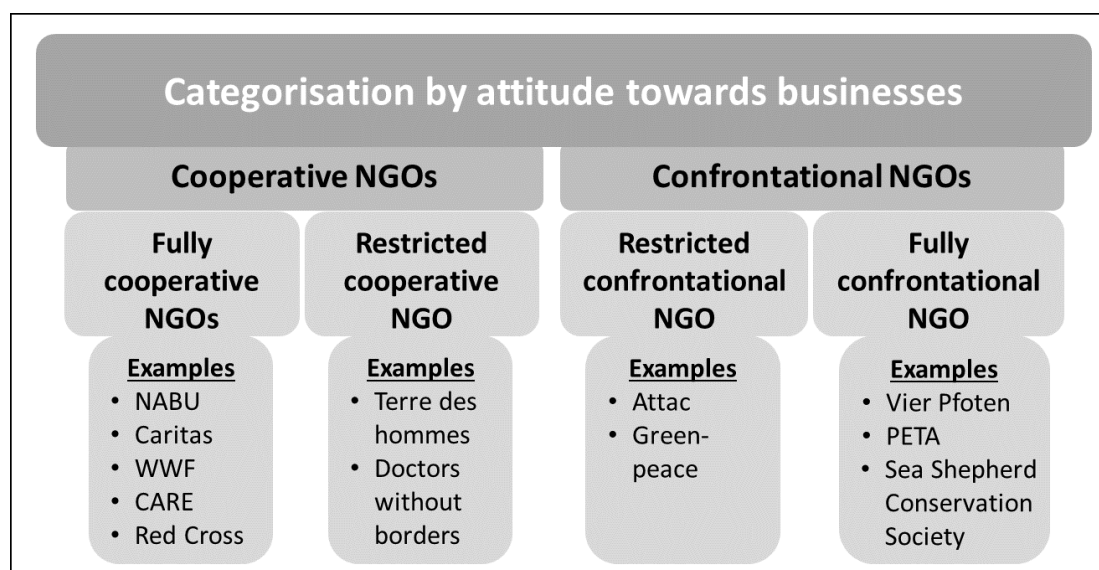 Categorisation by attitude towards businesses
Cooperative NGOs
Confrontational NGOs
Fully
cooperative
NGOs
Restricted
cooperative
NGO
Restricted
confrontational
NGO
Fully
confrontational
NGO
Examples
• NABU
• Caritas
• WWF
• CARE
• Red Cross
Examples
• Terre des
hommes
• Doctors
without
borders
Examples
• Attac
• Green-
peace
Examples
• Vier Pfoten
• PETA
• Sea Shepherd
Conservation
Society